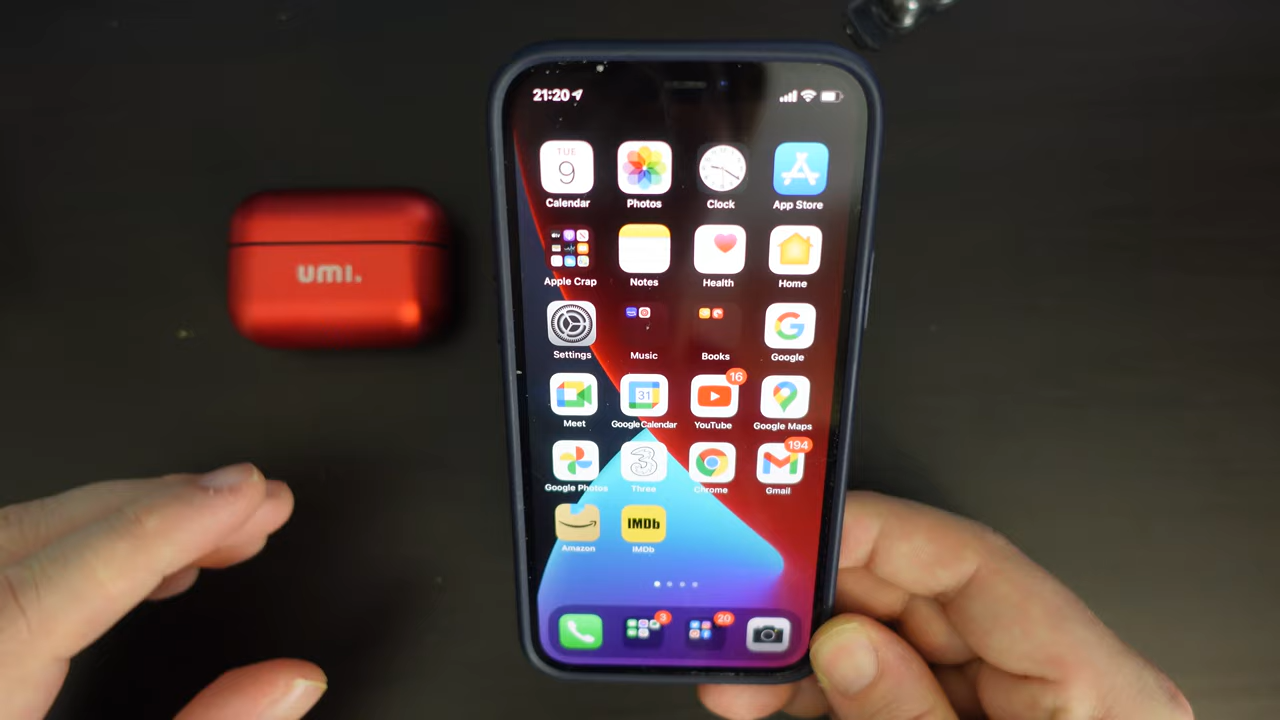 21:20
TUE
9
Calendar Photos Clock App Store
umi.
Apple Crap Notes Health Home
Settings Music Books Google
31
16
Meet Google Calendar YouTube Google Maps
3
194
Google Photos Three Chrome Gmail
IMDb
Amazon IMDb
3 20